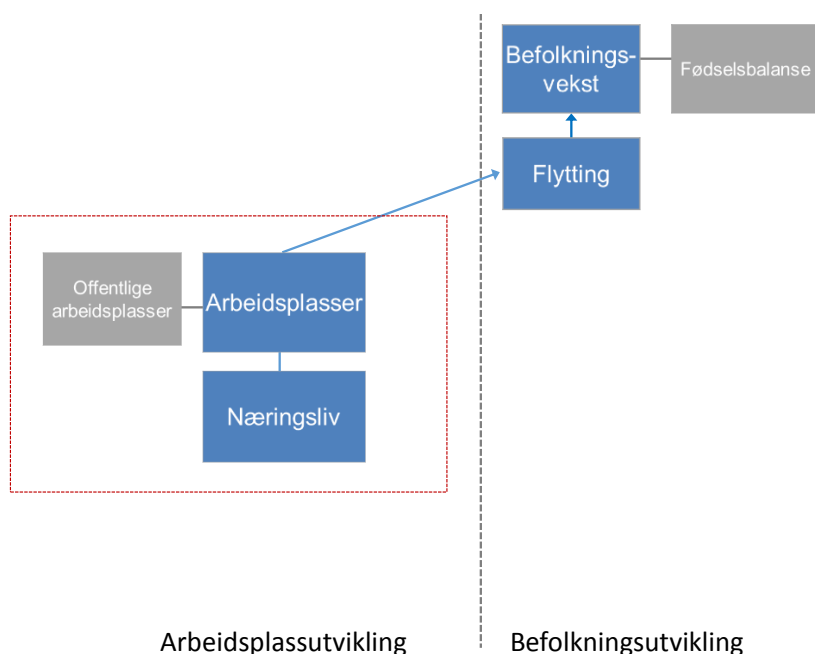 Befolknings-
vekst
Fødselsbalanse
Flytting
Offentlige
arbeidsplasser
Arbeidsplasser
Næringsliv
Arbeidsplassutvikling
Befolkningsutvikling